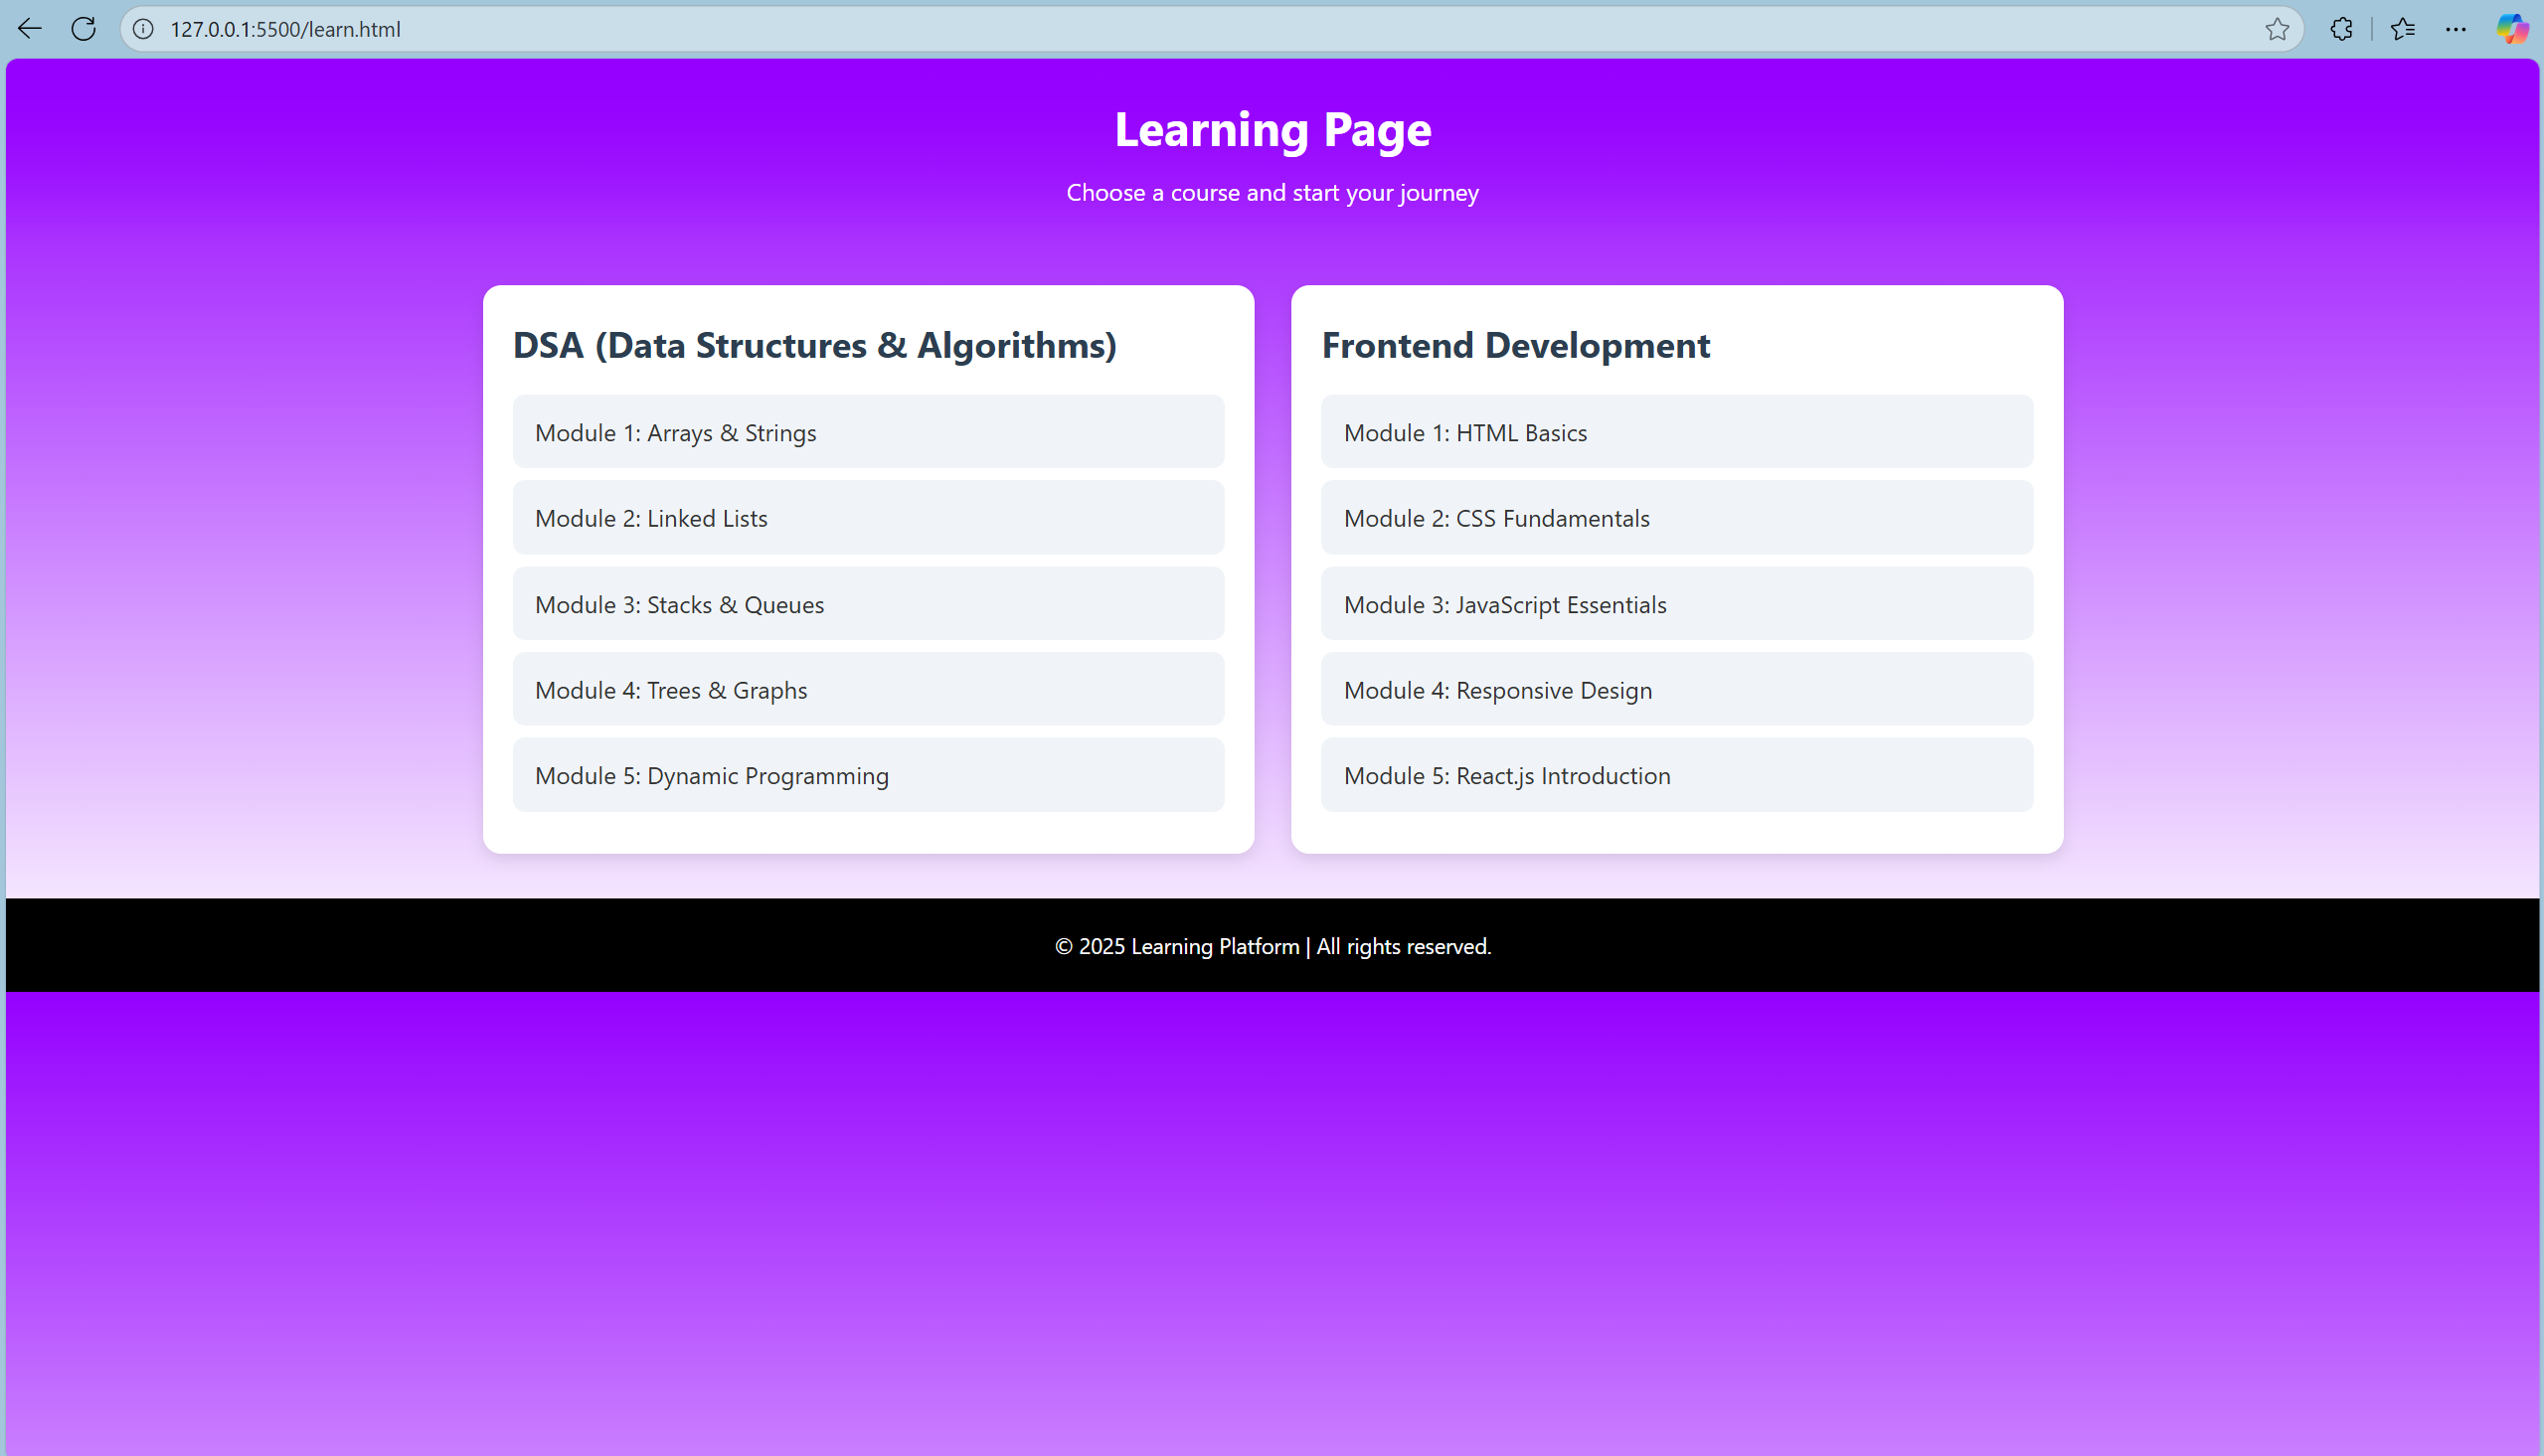 127.0.0.1:5500/learn.html
Learning Page
Choose a course and start your journey
DSA (Data Structures & Algorithms)
Module 1: Arrays & Strings
Module 2: Linked Lists
Module 3: Stacks & Queues
Module 4: Trees & Graphs
Module 5: Dynamic Programming
Frontend Development
Module 1: HTML Basics
Module 2: CSS Fundamentals
Module 3: JavaScript Essentials
Module 4: Responsive Design
Module 5: React.js Introduction
© 2025 Learning Platform | All rights reserved.